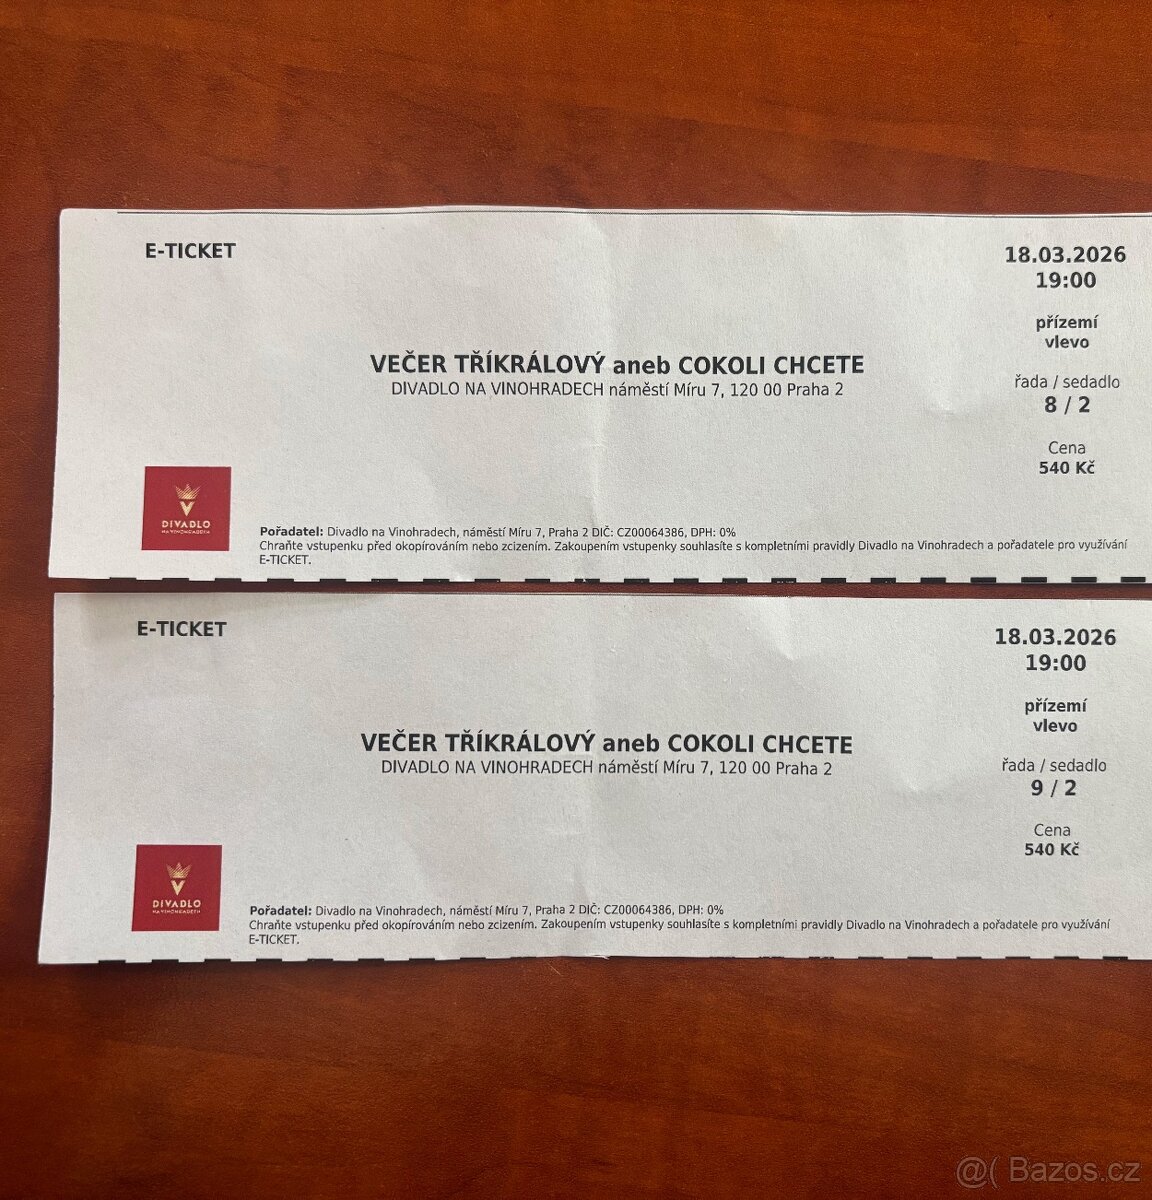 E-TICKET
18.03.2026
19:00
přízemí
vlevo
řada / sedadlo
8 / 2
Cena
540 Kč
VEČER TŘÍKRÁLOVÝ aneb COKOLI CHCETE
DIVADLO NA VINOHRADECH náměstí Míru 7, 120 00 Praha 2
DIVADLO
NA VINOHRADECH
Pořadatel: Divadlo na Vinohradech, náměstí Míru 7, Praha 2 DIČ: CZ00064386, DPH: 0%
Chraňte vstupenku před okopírováním nebo zcizením. Zakoupením vstupenky souhlasíte s kompletními pravidly Divadlo na Vinohradech a pořadatele pro využívání
E-TICKET.
E-TICKET
18.03.2026
19:00
přízemí
vlevo
řada / sedadlo
9 / 2
Cena
540 Kč
VEČER TŘÍKRÁLOVÝ aneb COKOLI CHCETE
DIVADLO NA VINOHRADECH náměstí Míru 7, 120 00 Praha 2
DIVADLO
NA VINOHRADECH
Pořadatel: Divadlo na Vinohradech, náměstí Míru 7, Praha 2 DIČ: CZ00064386, DPH: 0%
Chraňte vstupenku před okopírováním nebo zcizením. Zakoupením vstupenky souhlasíte s kompletními pravidly Divadlo na Vinohradech a pořadatele pro využívání
E-TICKET.
@( Bazos.cz